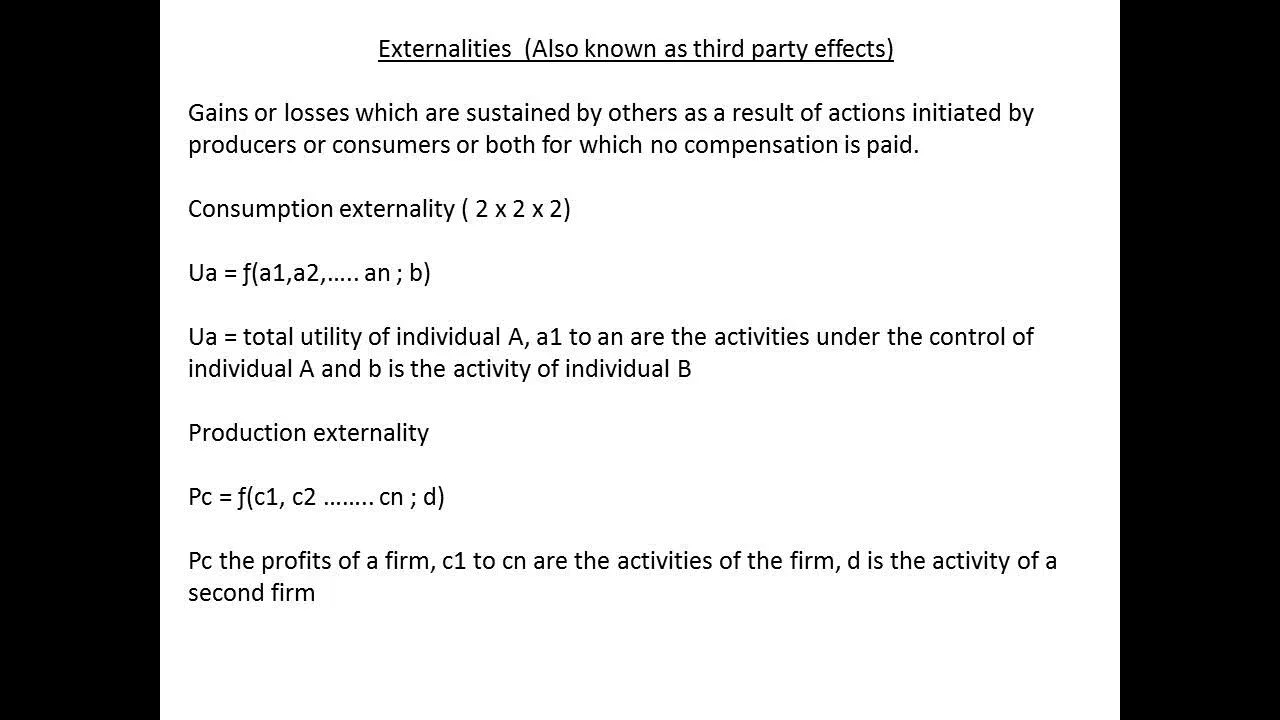 Externalities  (Also known as third party effects)
Gains or losses which are sustained by others as a result of actions initiated by
producers or consumers or both for which no compensation is paid.
Consumption externality ( 2 x 2 x 2)
Ua = ƒ(a1,a2,….. an ; b)
Ua = total utility of individual A, a1 to an are the activities under the control of
individual A and b is the activity of individual B
Production externality
Pc = ƒ(c1, c2 …….. cn ; d)
Pc the profits of a firm, c1 to cn are the activities of the firm, d is the activity of a
second firm